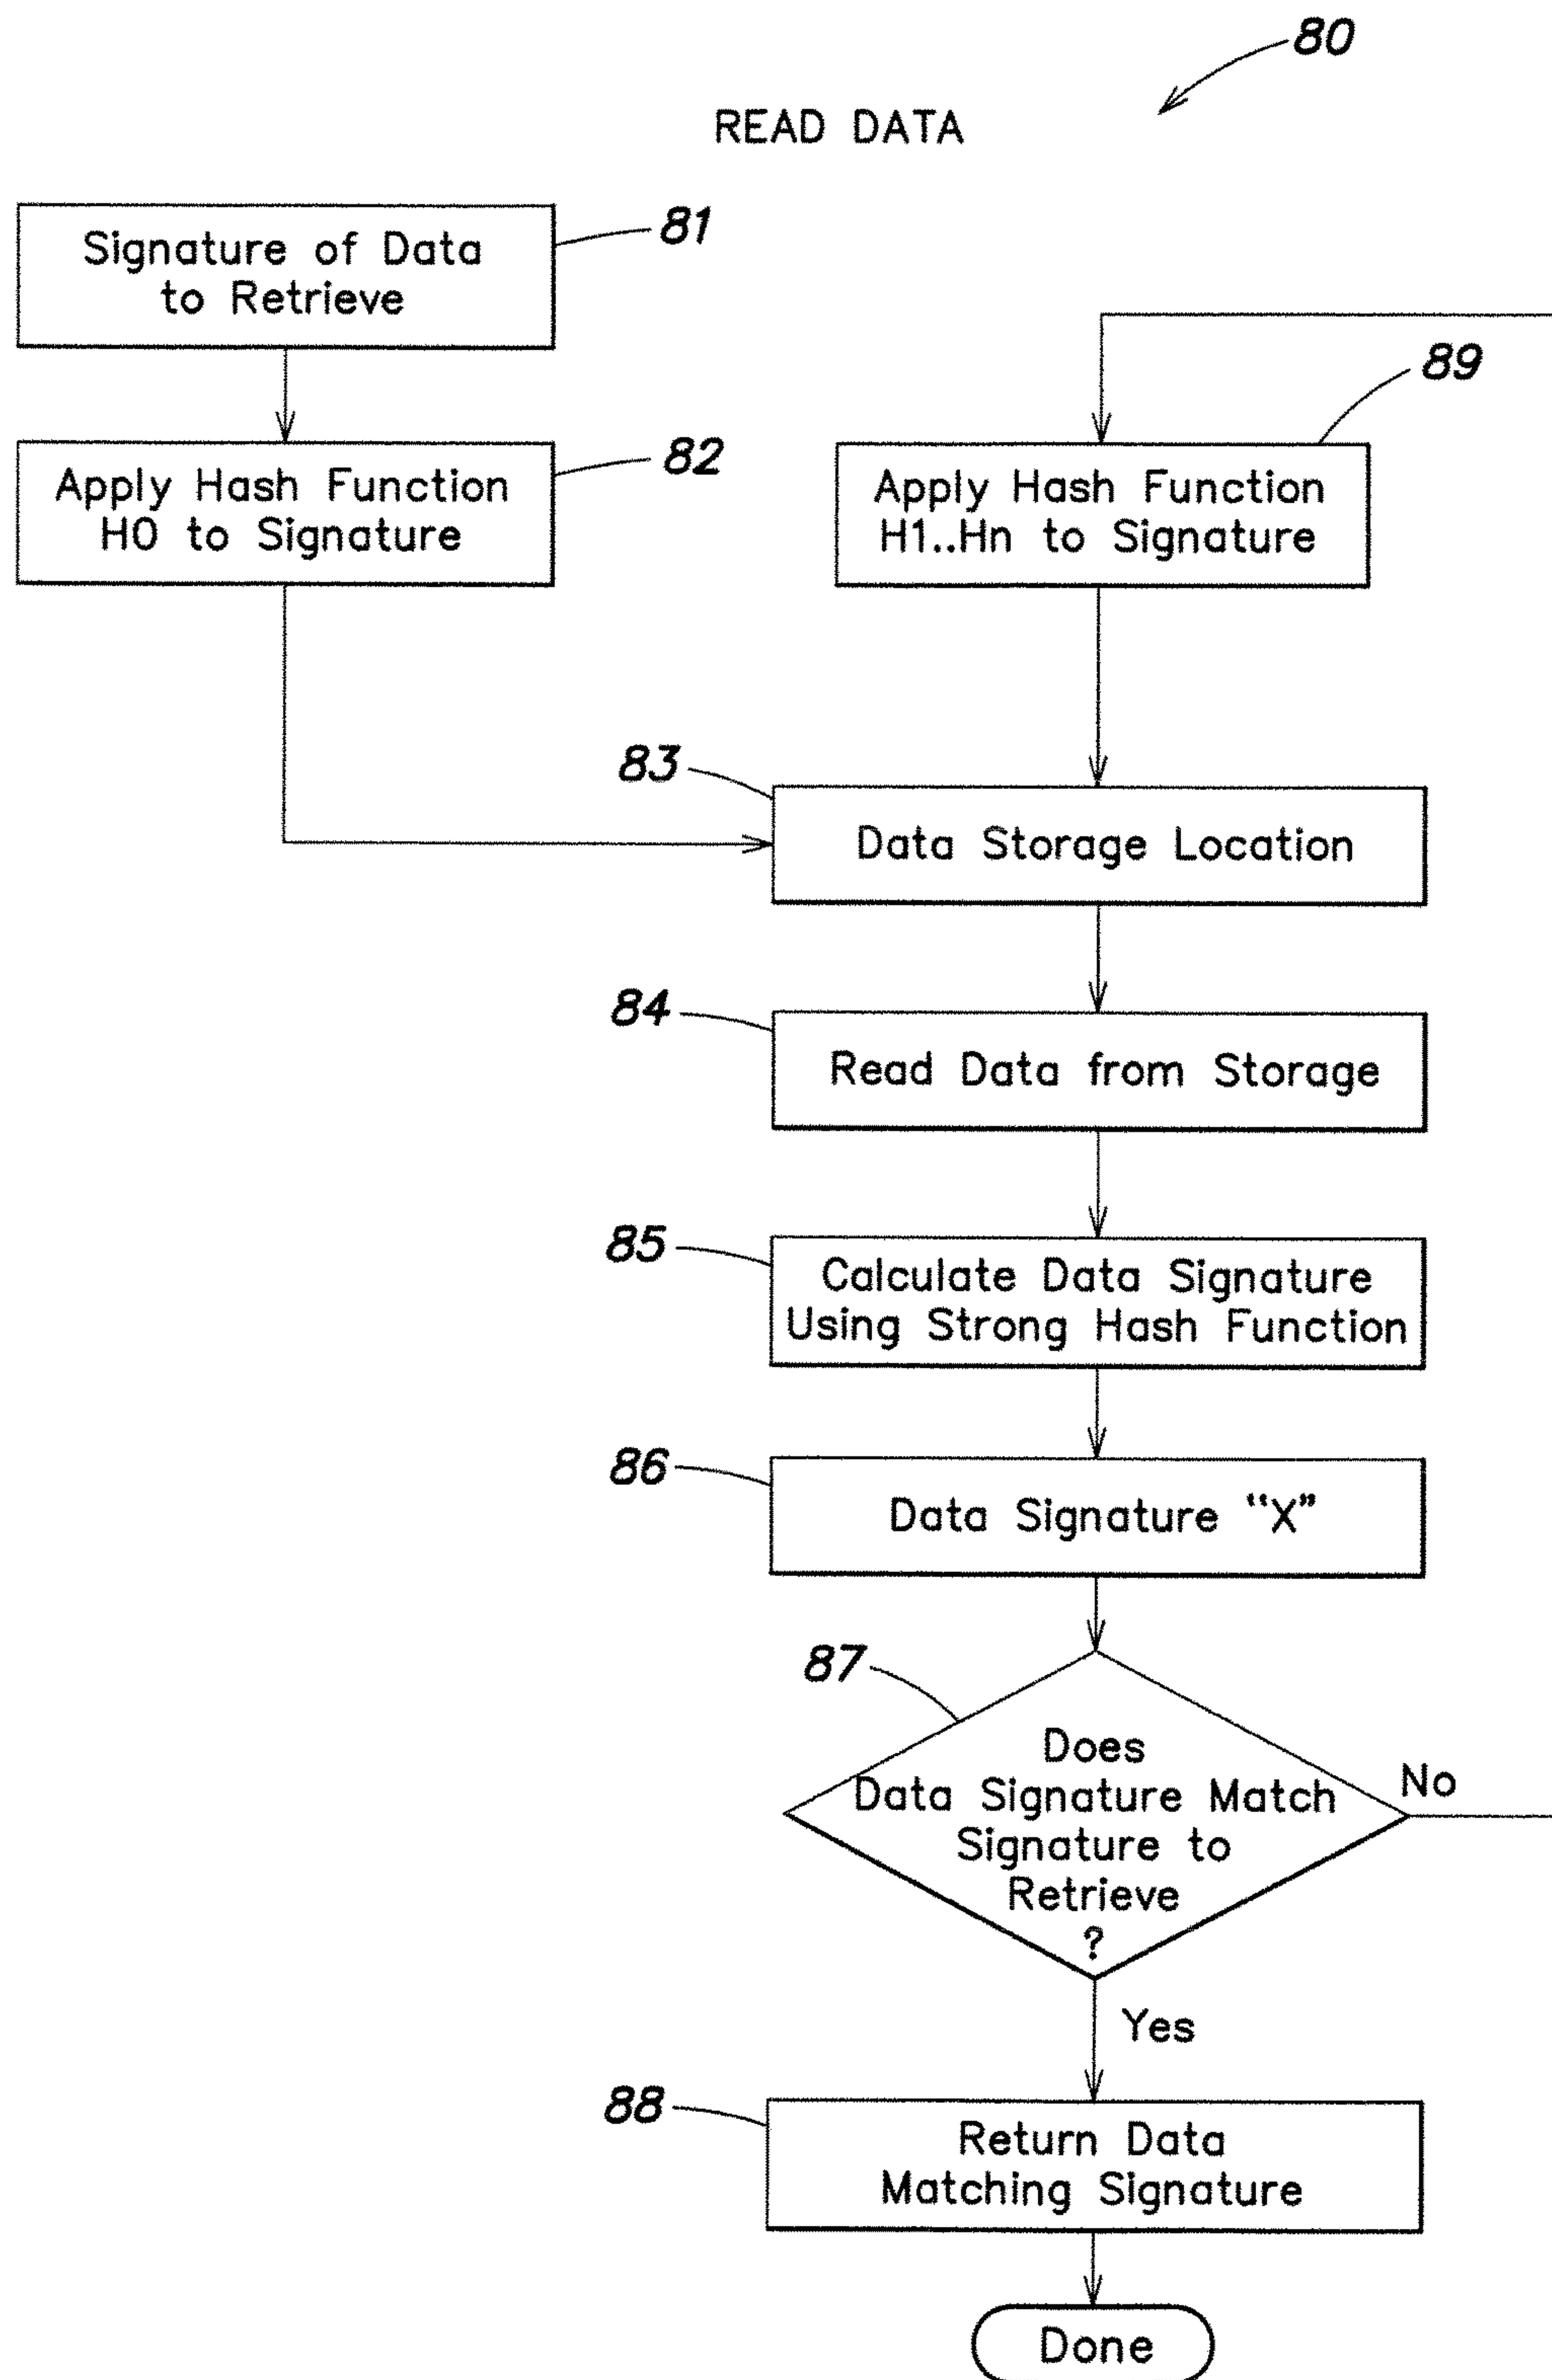 80
READ DATA
81
Signature of Data
to Retrieve
89
82
Apply Hash Function
H0 to Signature
Apply Hash Function
H1..Hn to Signature
83
Data Storage Location
84
Read Data from Storage
85
Calculate Data Signature
Using Strong Hash Function
86
Data Signature “X”
87
Does
Data Signature Match
Signature to
Retrieve
?
No
Yes
88
Return Data
Matching Signature
Done